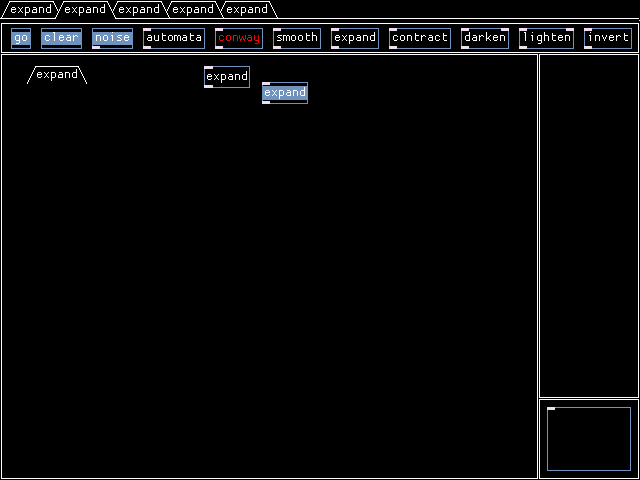 expand expand expand expand expand
go clear noise automata conway smooth expand contract darken lighten invert
expand expand
expand